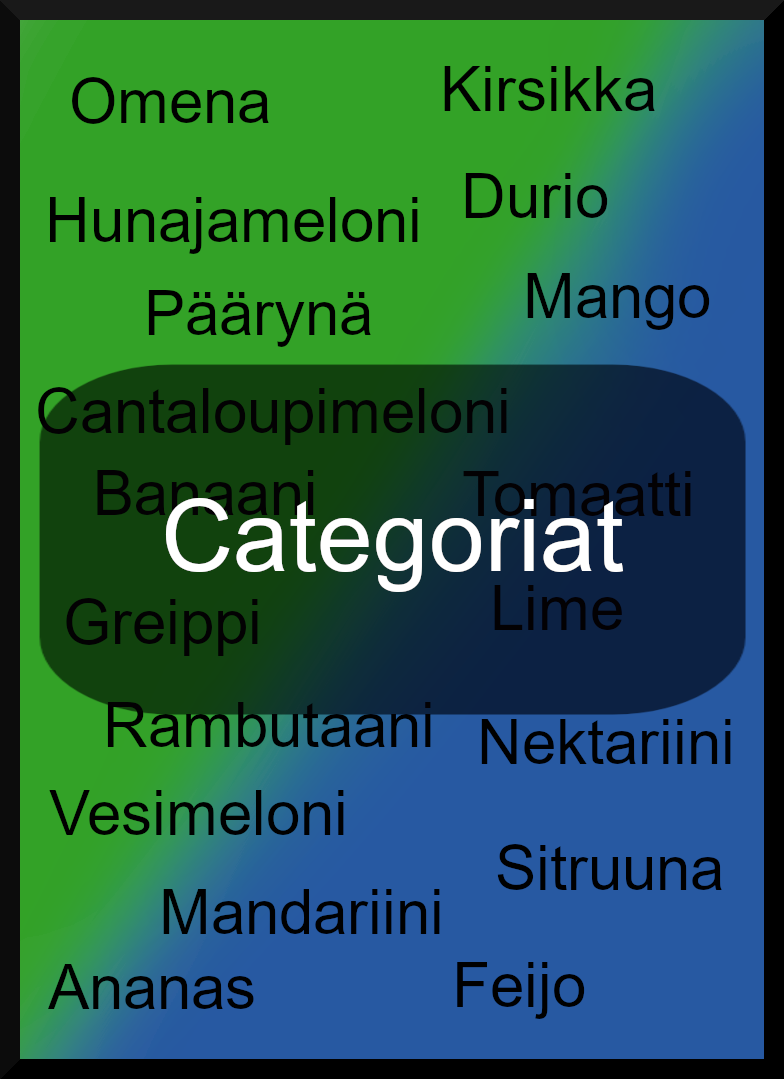 Omena
Kirsikka
Hunajameloni
Durio
Päärynä
Mango
Cantaloupimeloni
Banaani
Tomaatti
Categoriat
Greippi
Lime
Rambutaani
Nektariini
Vesimeloni
Sitruuna
Mandariini
Ananas
Feijo